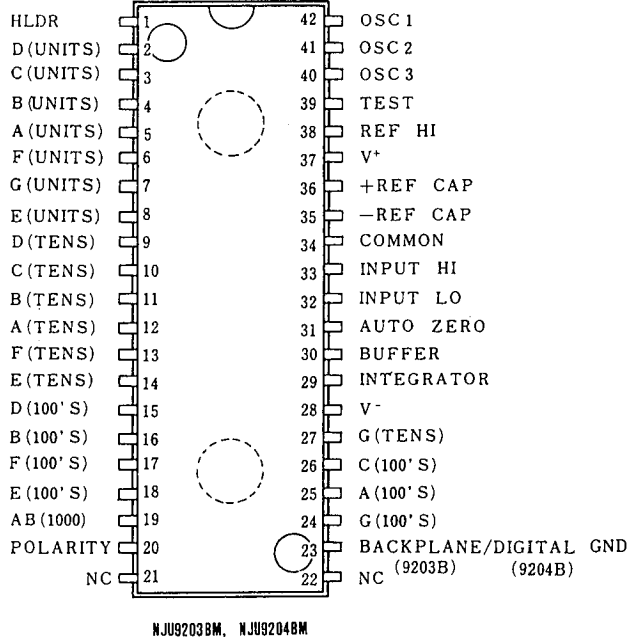 HLDR 1 42 OSC1
D(UNITS) 2 41 OSC2
C(UNITS) 3 40 OSC3
B(UNITS) 4 39 TEST
A(UNITS) 5 38 REF HI
F(UNITS) 6 37 V⁺
G(UNITS) 7 36 +REF CAP
E(UNITS) 8 35 −REF CAP
D(TENS) 9 34 COMMON
C(TENS) 10 33 INPUT HI
B(TENS) 11 32 INPUT LO
A(TENS) 12 31 AUTO ZERO
F(TENS) 13 30 BUFFER
E(TENS) 14 29 INTEGRATOR
D(100'S) 15 28 V⁻
B(100'S) 16 27 G(TENS)
F(100'S) 17 26 C(100'S)
E(100'S) 18 25 A(100'S)
AB(1000) 19 24 G(100'S)
POLARITY 20 23 BACKPLANE/DIGITAL GND
(9203B) (9204B)
NC 21 22 NC
NJU9203BM, NJU9204BM